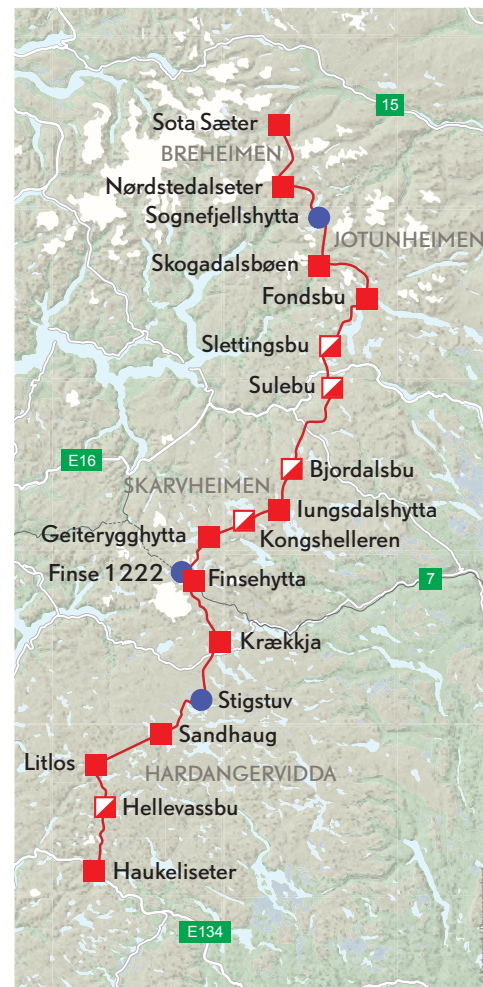 15
Sota Sæter
BREHEIMEN
Nørdstedalseter
Sognefjellshytta
JOTUNHEIMEN
Skogadalsbøen
Fondsbu
Slettingsbu
Sulebu
E16
Bjordalsbu
SKARVHEIMEN
Iungsdalshytta
Geiterygghytta
Kongshelleren
Finse 1222
Finsehytta
7
Krækkja
Stigstuv
Sandhaug
Litlos
HARDANGERVIDDA
Hellevassbu
Haukeliseter
E134